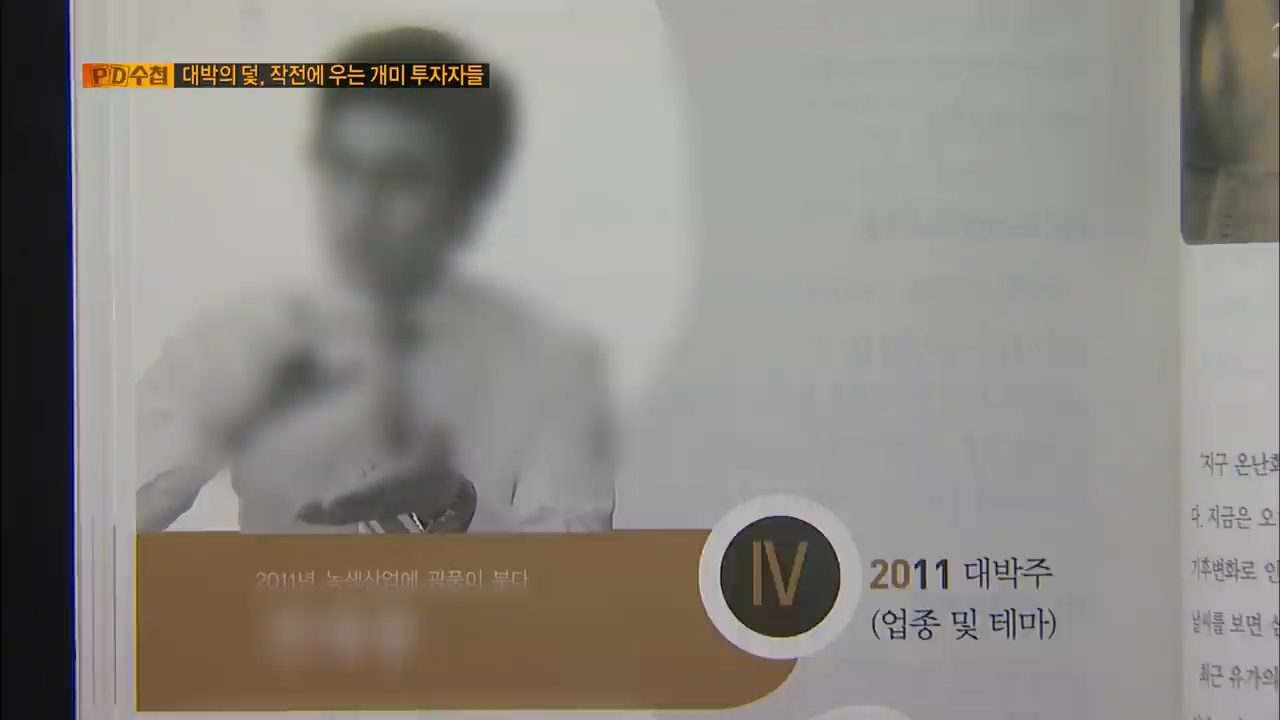 PD수첩 대박의 덫, 작전에 우는 개미 투자자들
2011년 녹색산업에 광풍이 분다
IV
2011 대박주
(업종 및 테마)
'지구 온난화
다. 지금은 오
기후변화로 인
날씨를 보면
최근 유가의